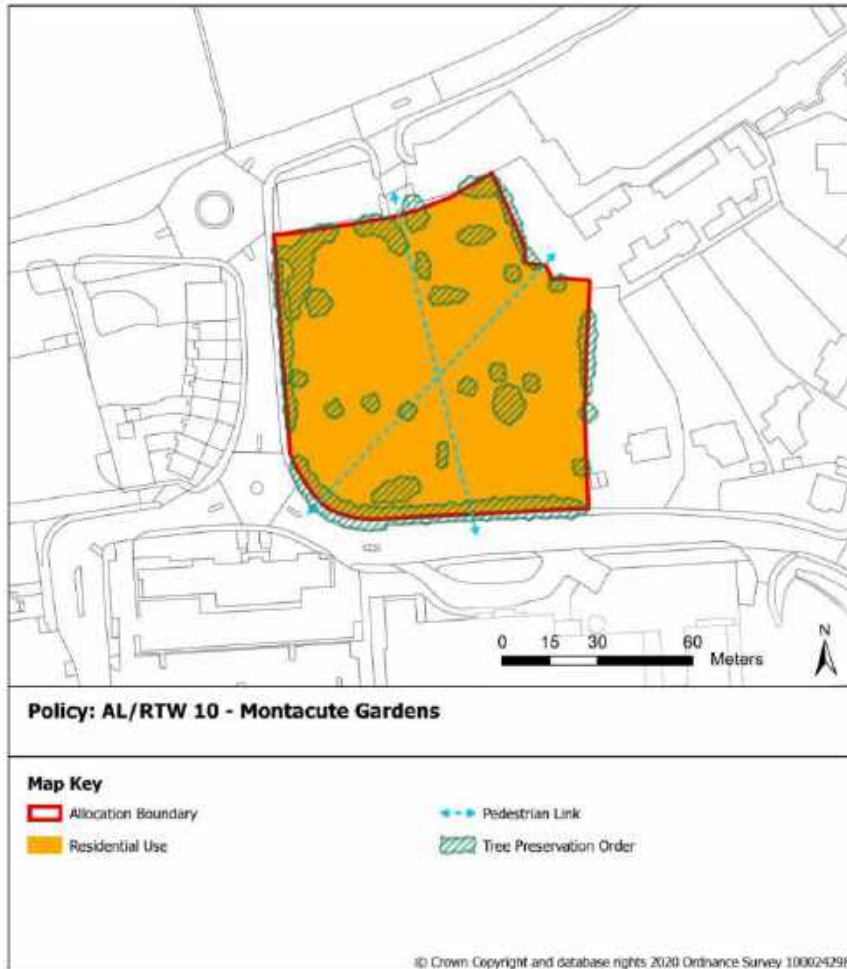 N
0 15 30 60
Meters
Policy: AL/RTW 10 - Montacute Gardens
Map Key
Allocation Boundary
Pedestrian Link
Residential Use
Tree Preservation Order
© Crown Copyright and database rights 2020 Ordnance Survey 100024298